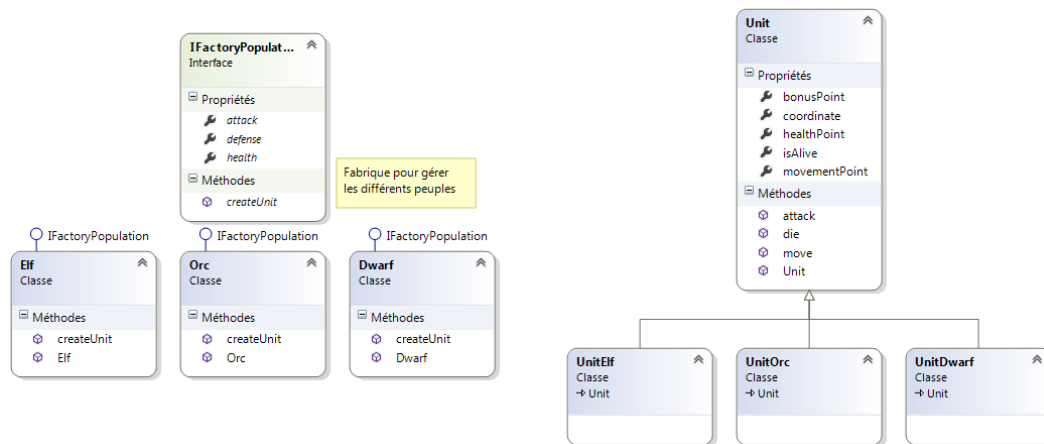 IFactoryPopulat...
Interface
Propriétés
attack
defense
health
Méthodes
createUnit
Fabrique pour gérer
les différents peuples
IFactoryPopulation
Elf
Classe
Méthodes
createUnit
Elf
IFactoryPopulation
Orc
Classe
Méthodes
createUnit
Orc
IFactoryPopulation
Dwarf
Classe
Méthodes
createUnit
Dwarf
Unit
Classe
Propriétés
bonusPoint
coordinate
healthPoint
isAlive
movementPoint
Méthodes
attack
die
move
Unit
UnitElf
Classe
Unit
UnitOrc
Classe
Unit
UnitDwarf
Classe
Unit